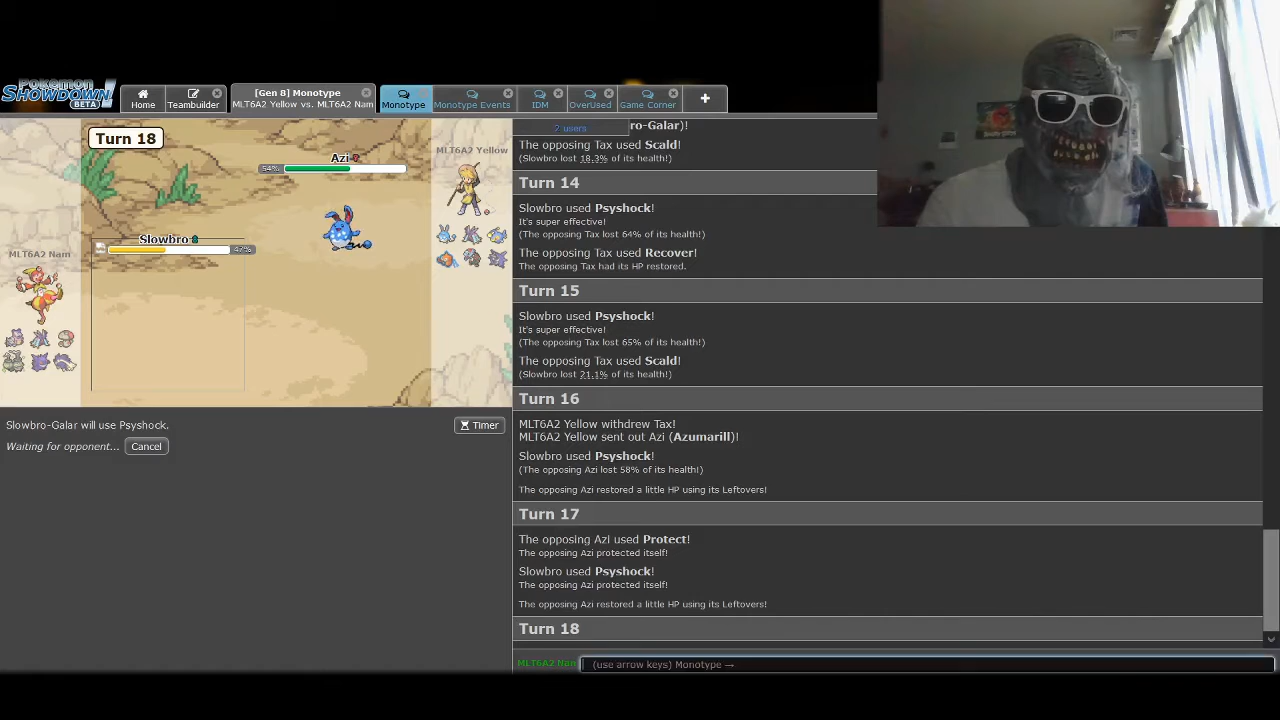 Pokémon
SHOWDOWN!
BETA
Home
Teambuilder
[Gen 8] Monotype
MLT6A2 Yellow vs. MLT6A2 Nam
Monotype
Monotype Events
IDM
OverUsed
Game Corner
+
Turn 18
Azi
54%
Slowbro
47%
MLT6A2 Nam
MLT6A2 Yellow
Slowbro-Galar will use Psyshock.
Timer
Waiting for opponent...
Cancel
2 users
ro-Galar)!
The opposing Tax used Scald!
(Slowbro lost 18.3% of its health!)
Turn 14
Slowbro used Psyshock!
It's super effective!
(The opposing Tax lost 64% of its health!)
The opposing Tax used Recover!
The opposing Tax had its HP restored.
Turn 15
Slowbro used Psyshock!
It's super effective!
(The opposing Tax lost 65% of its health!)
The opposing Tax used Scald!
(Slowbro lost 21.1% of its health!)
Turn 16
MLT6A2 Yellow withdrew Tax!
MLT6A2 Yellow sent out Azi (Azumarill)!
Slowbro used Psyshock!
(The opposing Azi lost 58% of its health!)
The opposing Azi restored a little HP using its Leftovers!
Turn 17
The opposing Azi used Protect!
The opposing Azi protected itself!
Slowbro used Psyshock!
The opposing Azi protected itself!
The opposing Azi restored a little HP using its Leftovers!
Turn 18
MLT6A2 Nam
(use arrow keys) Monotype →